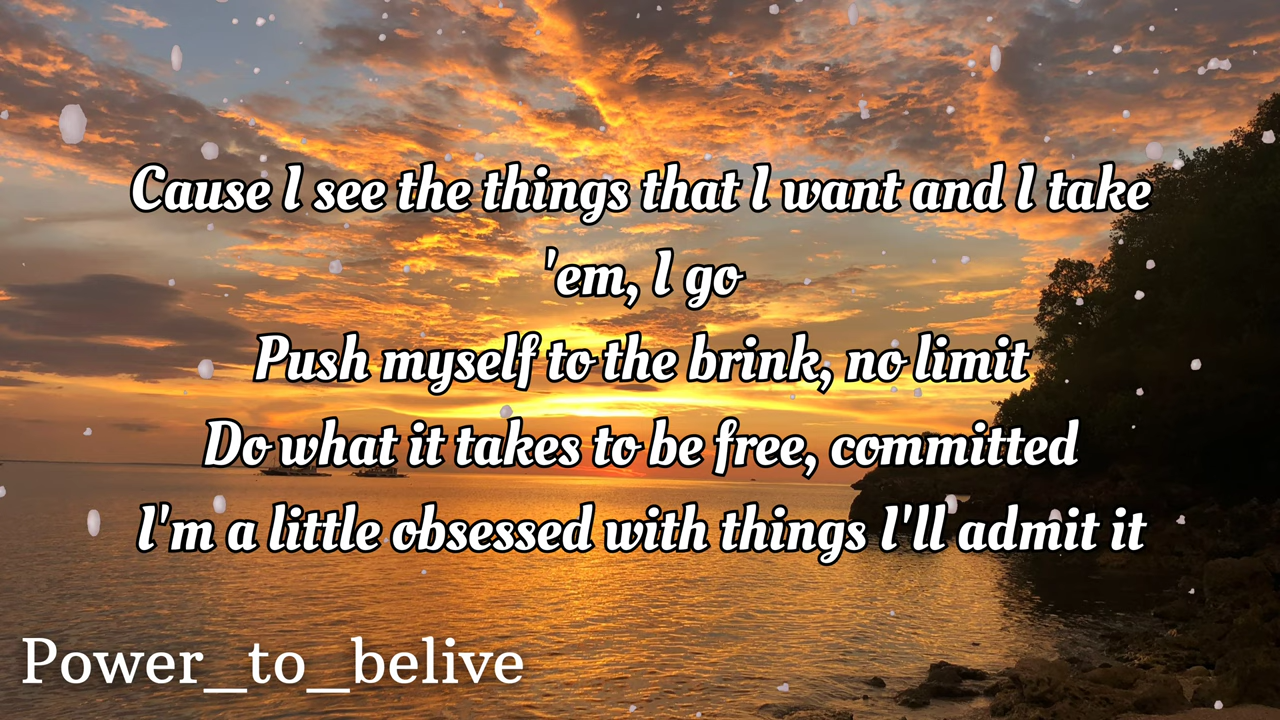 Cause I see the things that I want and I take
'em, I go
Push myself to the brink, no limit
Do what it takes to be free, committed
I'm a little obsessed with things I'll admit it
Power_to_belive